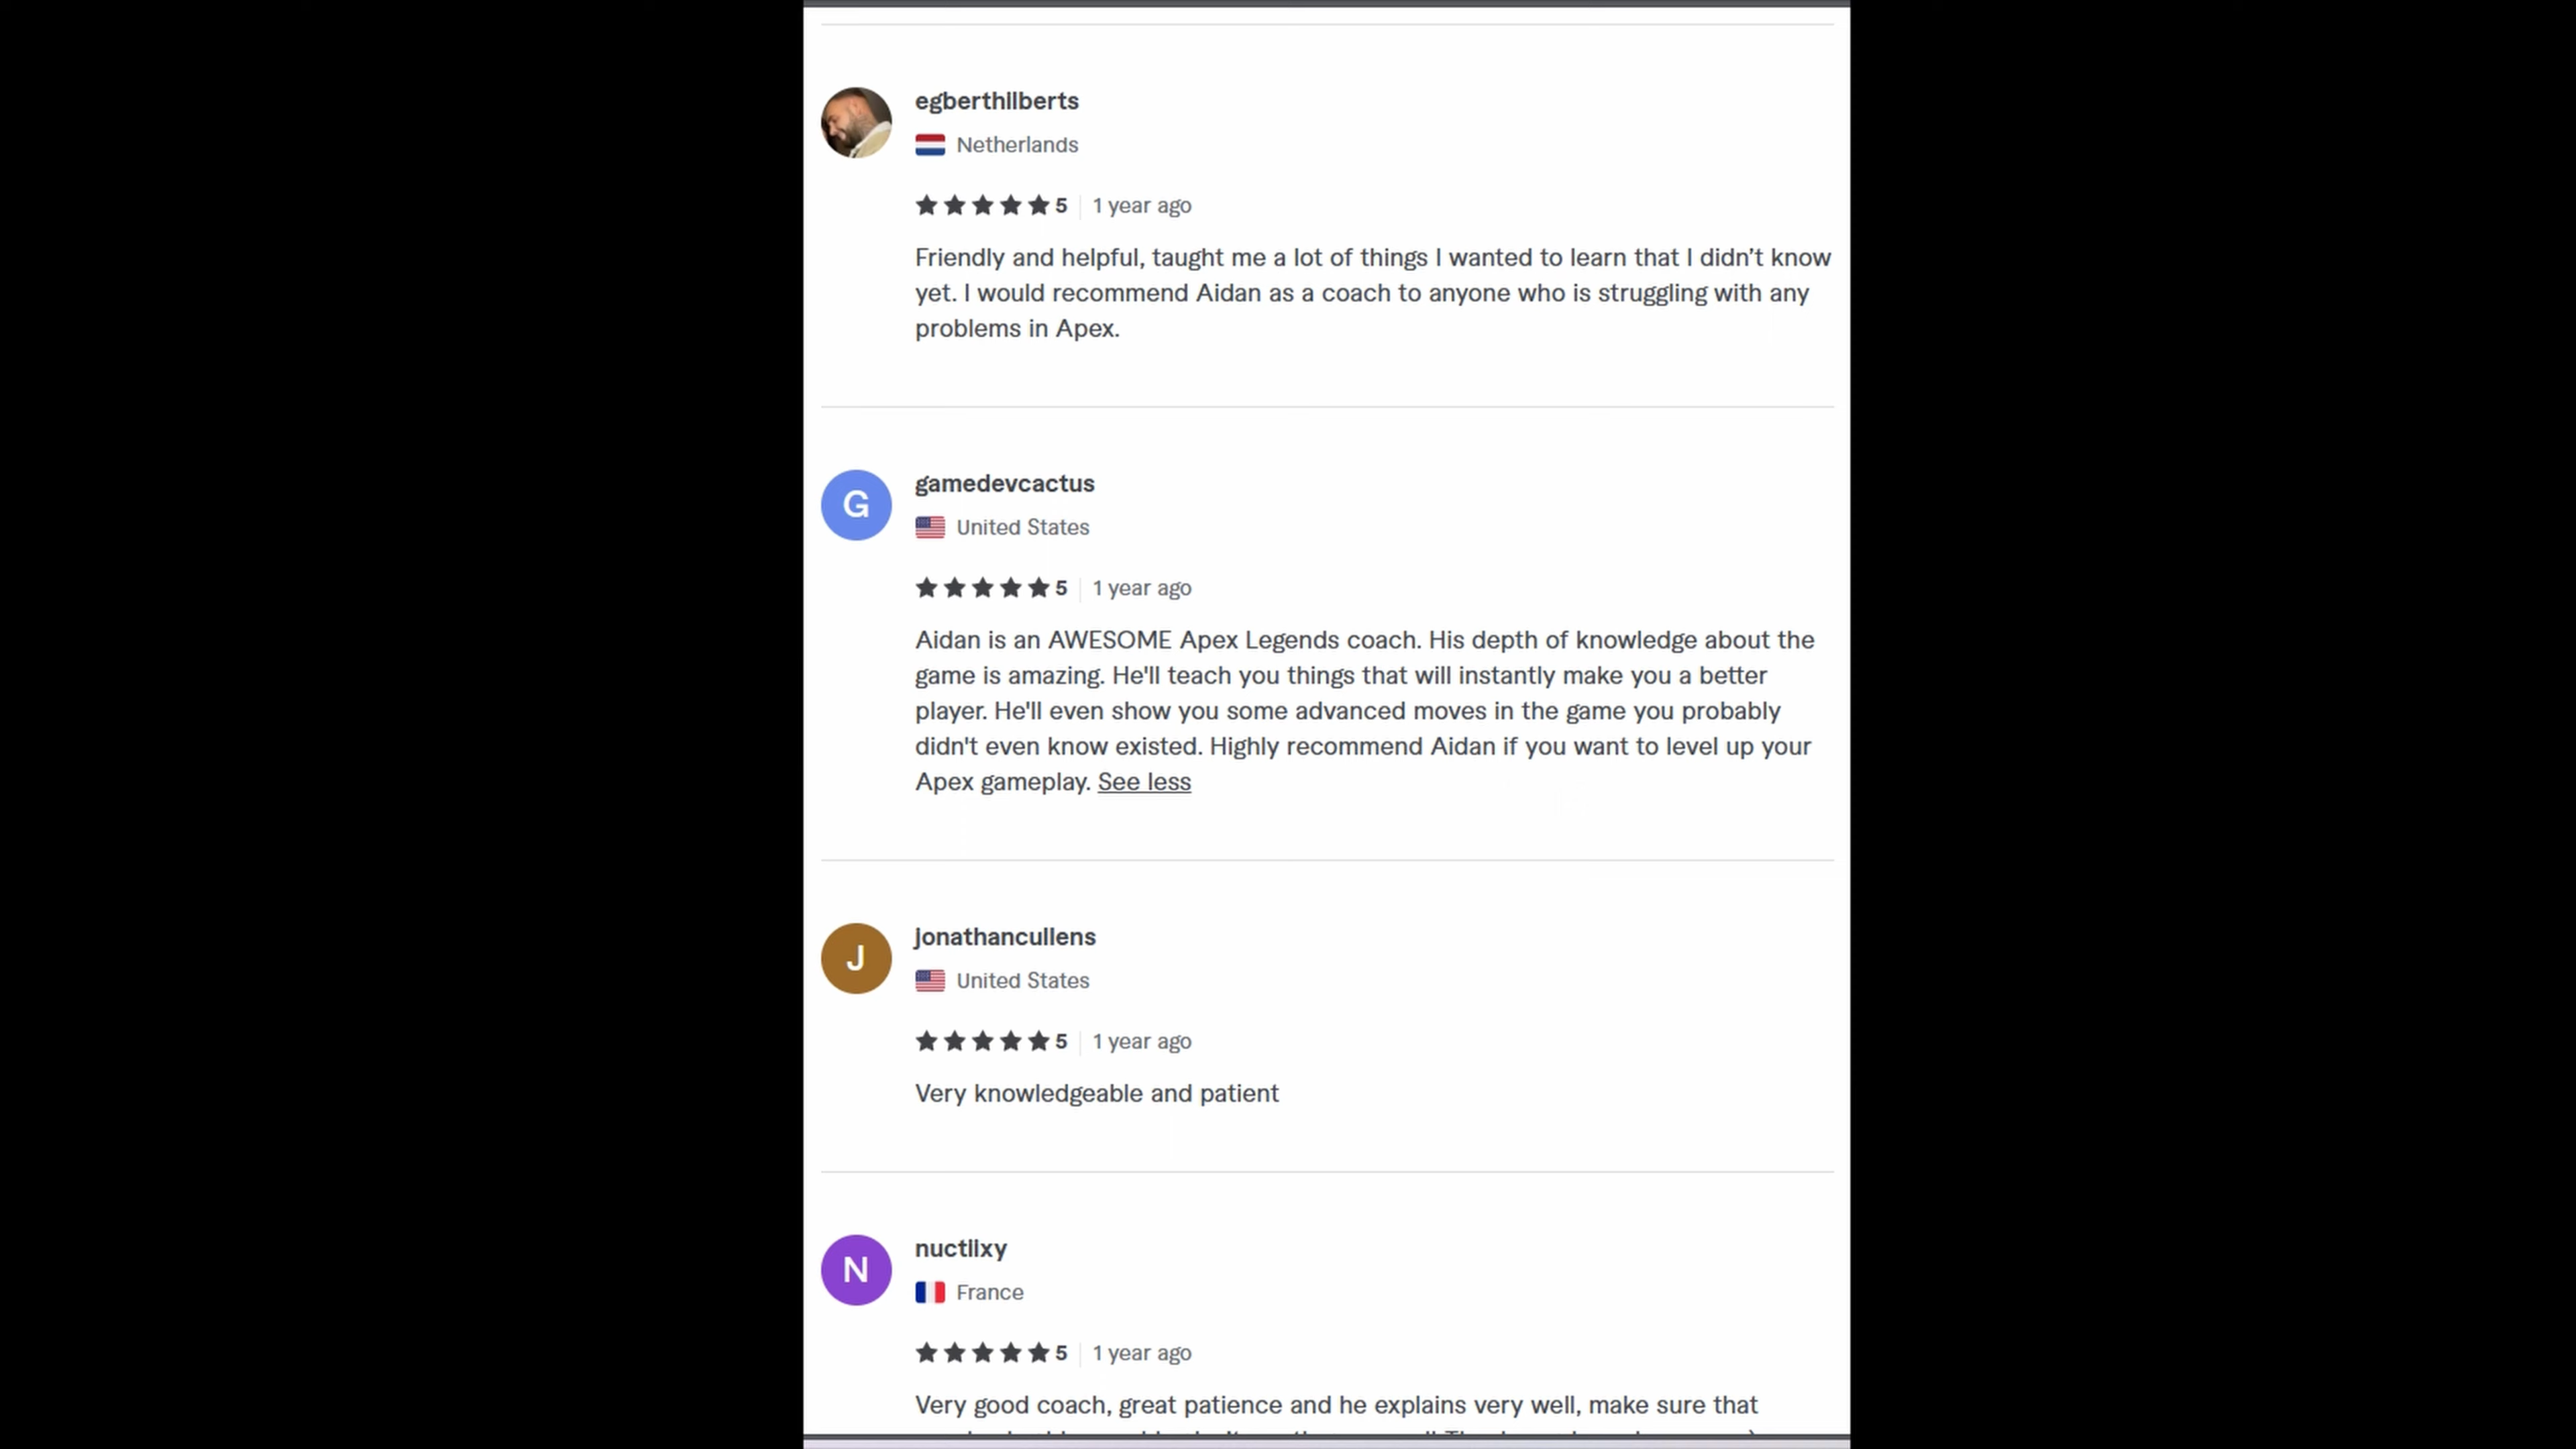 egberthilberts
Netherlands
5 1 year ago
Friendly and helpful, taught me a lot of things I wanted to learn that I didn’t know
yet. I would recommend Aidan as a coach to anyone who is struggling with any
problems in Apex.
G
gamedevcactus
United States
5 1 year ago
Aidan is an AWESOME Apex Legends coach. His depth of knowledge about the
game is amazing. He'll teach you things that will instantly make you a better
player. He'll even show you some advanced moves in the game you probably
didn't even know existed. Highly recommend Aidan if you want to level up your
Apex gameplay. See less
J
jonathancullens
United States
5 1 year ago
Very knowledgeable and patient
N
nuctlixy
France
5 1 year ago
Very good coach, great patience and he explains very well, make sure that